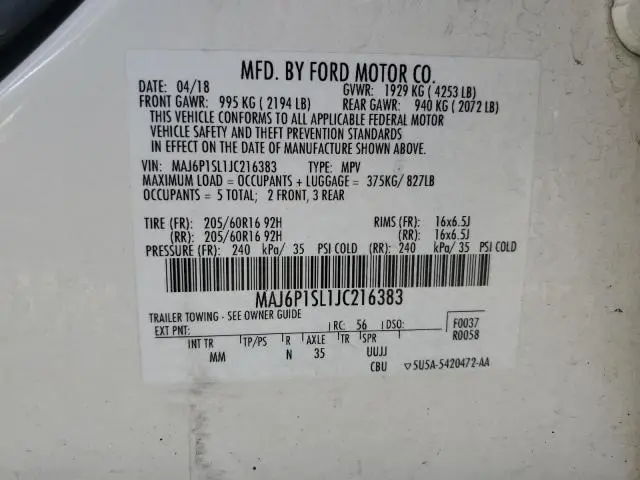 MFD. BY FORD MOTOR CO.
DATE: 04/18 GVWR: 1929 KG ( 4253 LB)
FRONT GAWR: 995 KG ( 2194 LB) REAR GAWR: 940 KG ( 2072 LB)
THIS VEHICLE CONFORMS TO ALL APPLICABLE FEDERAL MOTOR
VEHICLE SAFETY AND THEFT PREVENTION STANDARDS
IN EFFECT ON THE DATE OF MANUFACTURE SHOWN ABOVE.
VIN: MAJ6P1SL1JC216383 TYPE: MPV
MAXIMUM LOAD = OCCUPANTS + LUGGAGE = 375KG/ 827LB
OCCUPANTS = 5 TOTAL; 2 FRONT, 3 REAR
TIRE (FR): 205/60R16 92H RIMS (FR): 16x6.5J
(RR): 205/60R16 92H (RR): 16x6.5J
PRESSURE (FR): 240 kPa/ 35 PSI COLD (RR): 240 kPa/ 35 PSI COLD
MAJ6P1SL1JC216383
TRAILER TOWING - SEE OWNER GUIDE
EXT PNT: RC: 56 DSO: F0037
R0058
INT TR TP/PS R AXLE TR SPR
MM N 35 UUJJ
CBU ▽5U5A-5420472-AA